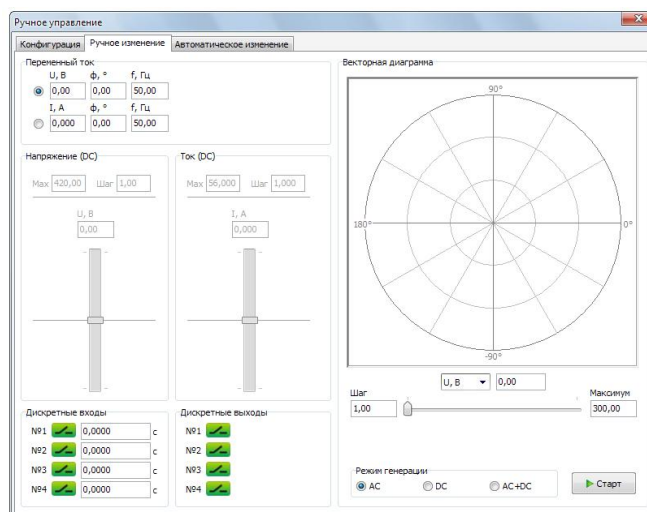 Ручное управление
Конфигурация Ручное изменение Автоматическое изменение
Переменный ток
U, В ф, ° f, Гц
0,00 0,00 50,00
I, А ф, ° f, Гц
0,000 0,00 50,00
Напряжение (DC)
Max 420,00 Шаг 1,00
U, В
0,00
Ток (DC)
Max 56,000 Шаг 1,000
I, А
0,000
Дискретные входы
№1 0,0000 с
№2 0,0000 с
№3 0,0000 с
№4 0,0000 с
Дискретные выходы
№1
№2
№3
№4
Векторная диаграмма
90°
180° 0°
-90°
U, В 0,00
Шаг Максимум
1,00 300,00
Режим генерации
AC DC AC+DC
Старт